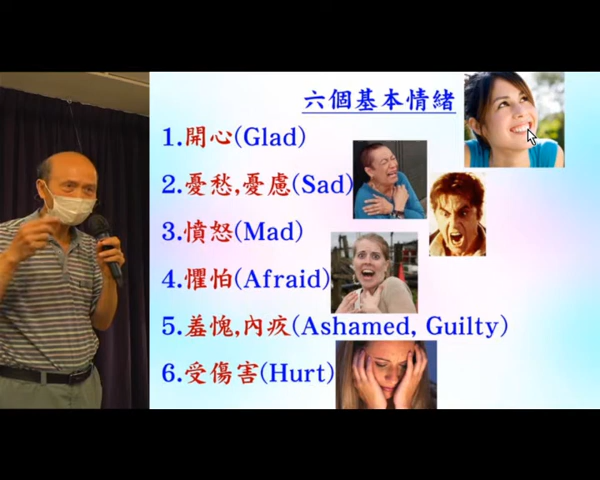 六個基本情緒
1.開心(Glad)
2.憂愁,憂慮(Sad)
3.憤怒(Mad)
4.懼怕(Afraid)
5.羞愧,內疚(Ashamed, Guilty)
6.受傷害(Hurt)